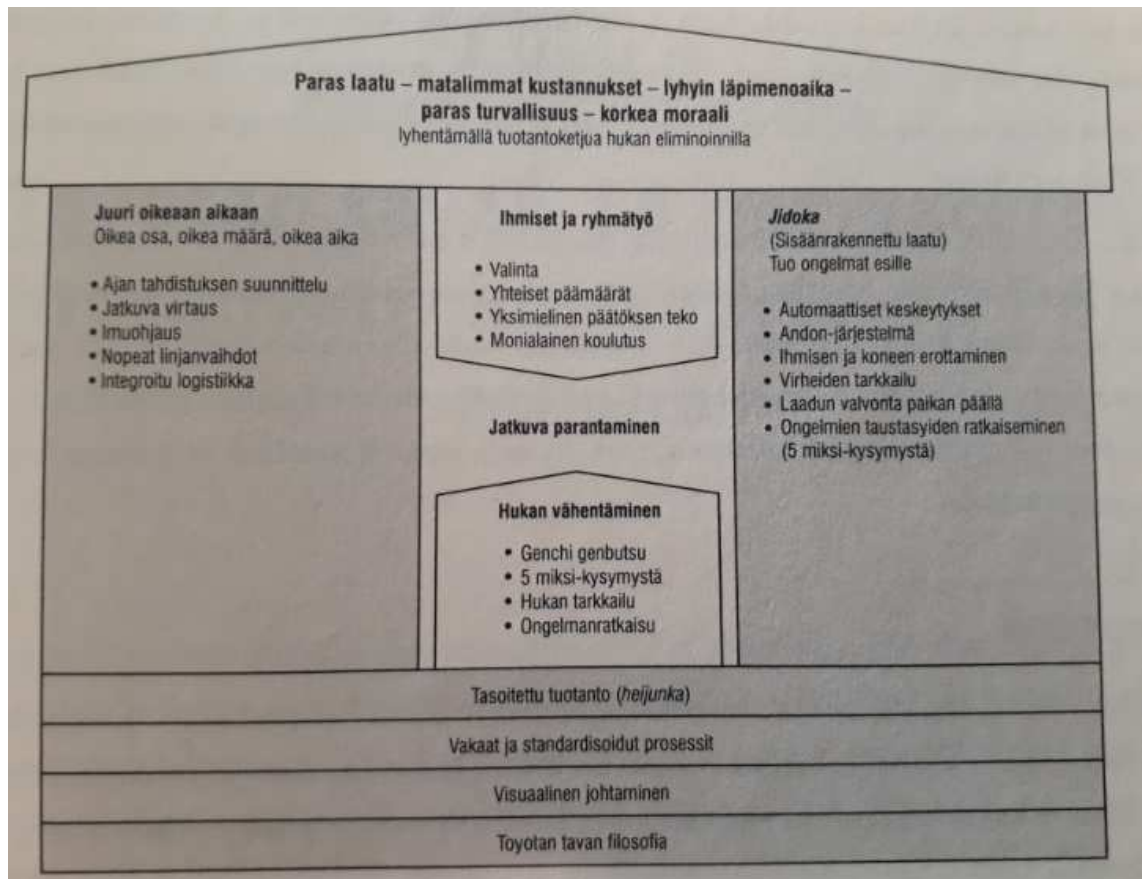 Paras laatu – matalimmat kustannukset – lyhyin läpimenoaika –
paras turvallisuus – korkea moraali
lyhentämällä tuotantoketjua hukan eliminoinnilla
Juuri oikeaan aikaan
Oikea osa, oikea määrä, oikea aika
• Ajan tahdistuksen suunnittelu
• Jatkuva virtaus
• Imuohjaus
• Nopeat linjanvaihdot
• Integroitu logistiikka
Ihmiset ja ryhmätyö
• Valinta
• Yhteiset päämäärät
• Yksimielinen päätöksen teko
• Monialainen koulutus
Jatkuva parantaminen
Hukan vähentäminen
• Genchi genbutsu
• 5 miksi-kysymystä
• Hukan tarkkailu
• Ongelmanratkaisu
Jidoka
(Sisäänrakennettu laatu)
Tuo ongelmat esille
• Automaattiset keskeytykset
• Andon-järjestelmä
• Ihmisen ja koneen erottaminen
• Virheiden tarkkailu
• Laadun valvonta paikan päällä
• Ongelmien taustasyiden ratkaiseminen
(5 miksi-kysymystä)
Tasoitettu tuotanto (heijunka)
Vakaat ja standardisoidut prosessit
Visuaalinen johtaminen
Toyotan tavan filosofia